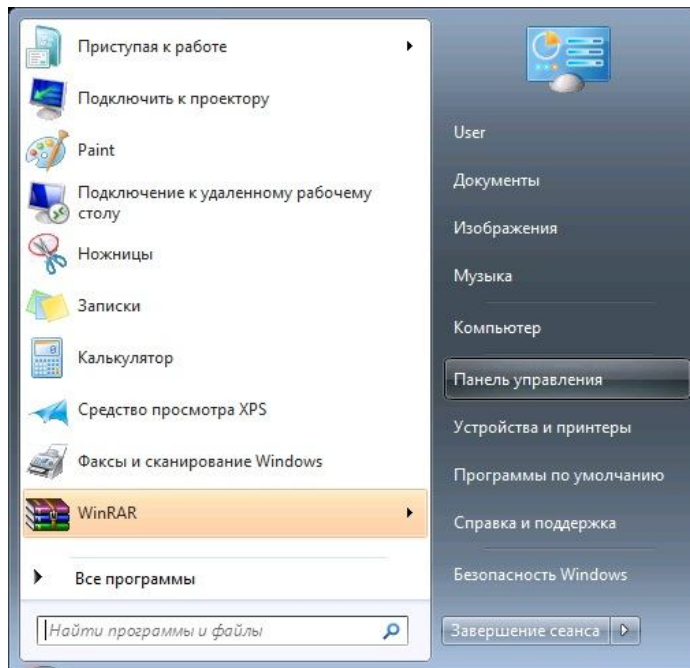 Приступая к работе
Подключить к проектору
Paint
Подключение к удаленному рабочему
столу
Ножницы
Записки
Калькулятор
Средство просмотра XPS
Факсы и сканирование Windows
WinRAR
Все программы
Найти программы и файлы
User
Документы
Изображения
Музыка
Компьютер
Панель управления
Устройства и принтеры
Программы по умолчанию
Справка и поддержка
Безопасность Windows
Завершение сеанса